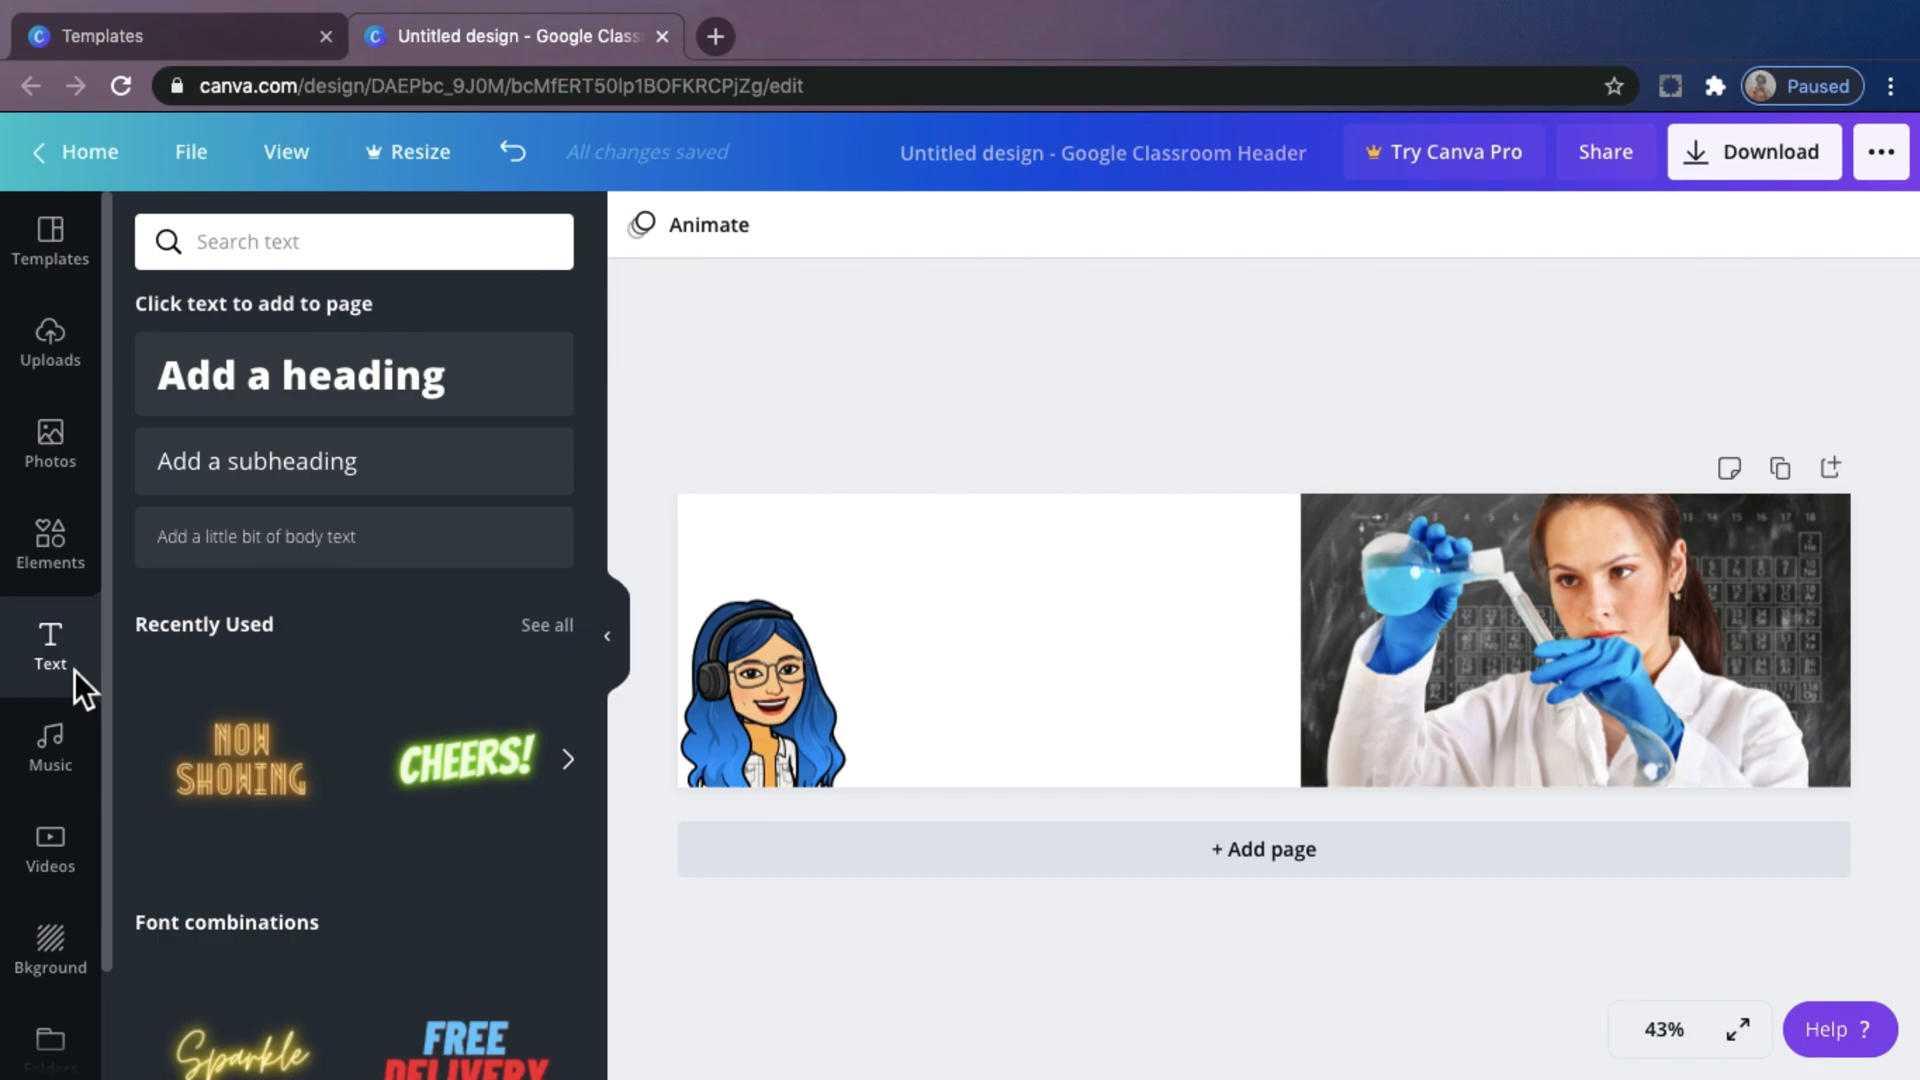 Templates
Untitled design - Google Class
canva.com/design/DAEPbc_9J0M/bcMfERT50lp1BOFKRCPjZg/edit
Paused
Home
File
View
Resize
All changes saved
Untitled design - Google Classroom Header
Try Canva Pro
Share
Download
Templates
Uploads
Photos
Elements
Text
Music
Videos
Bkground
Folders
Search text
Click text to add to page
Add a heading
Add a subheading
Add a little bit of body text
Recently Used
See all
NOW
SHOWING
CHEERS!
Font combinations
Sparkle
FREE
DELIVERY
Animate
+ Add page
43%
Help ?